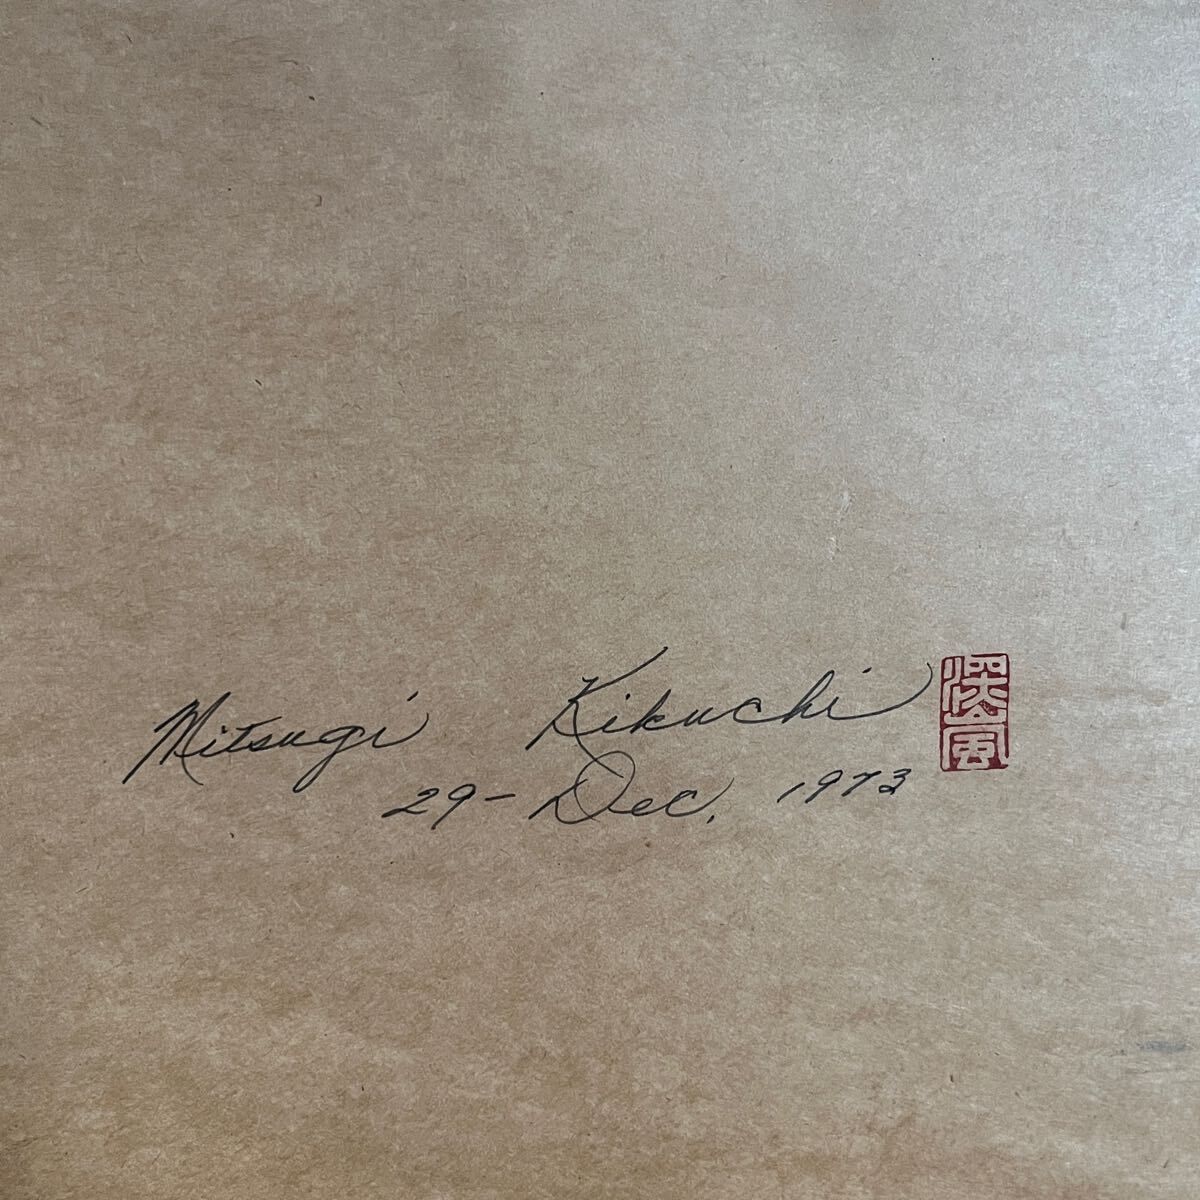 Mitsugi Kikuchi
29-Dec. 1973